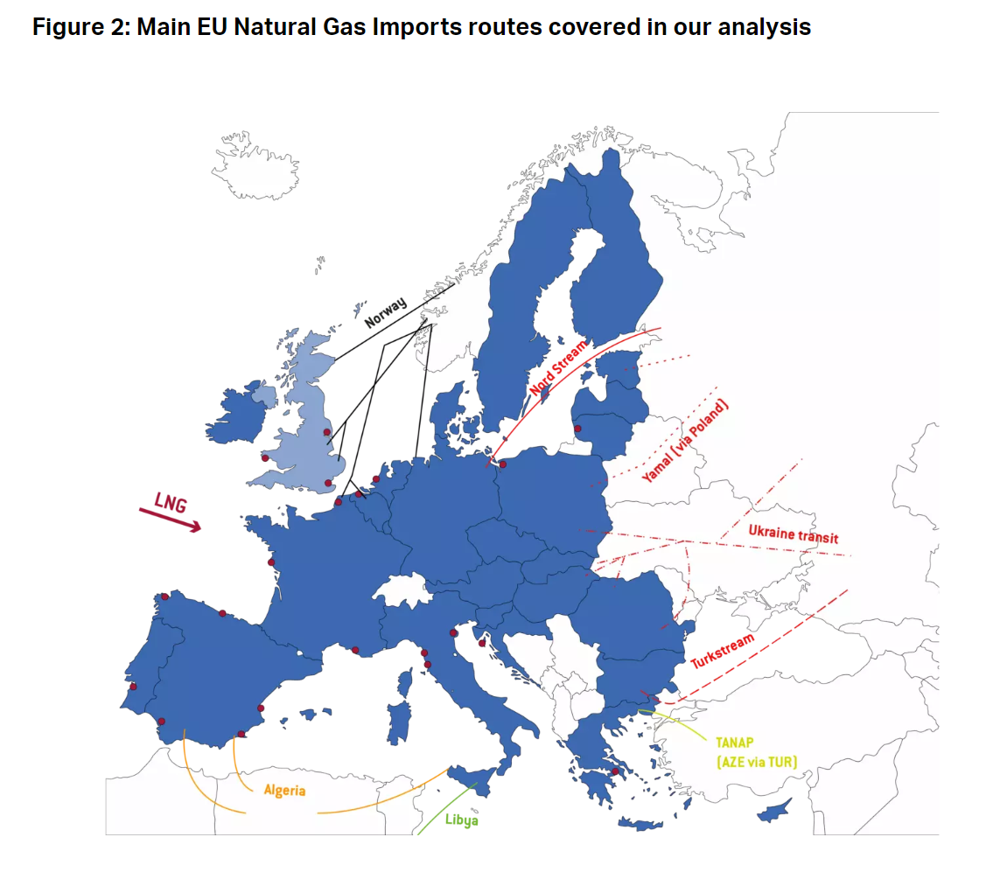 Figure 2: Main EU Natural Gas Imports routes covered in our analysis
Norway
Nord Stream
Yamal (via Poland)
LNG
Ukraine transit
Turkstream
TANAP
(AZE via TUR)
Algeria
Libya